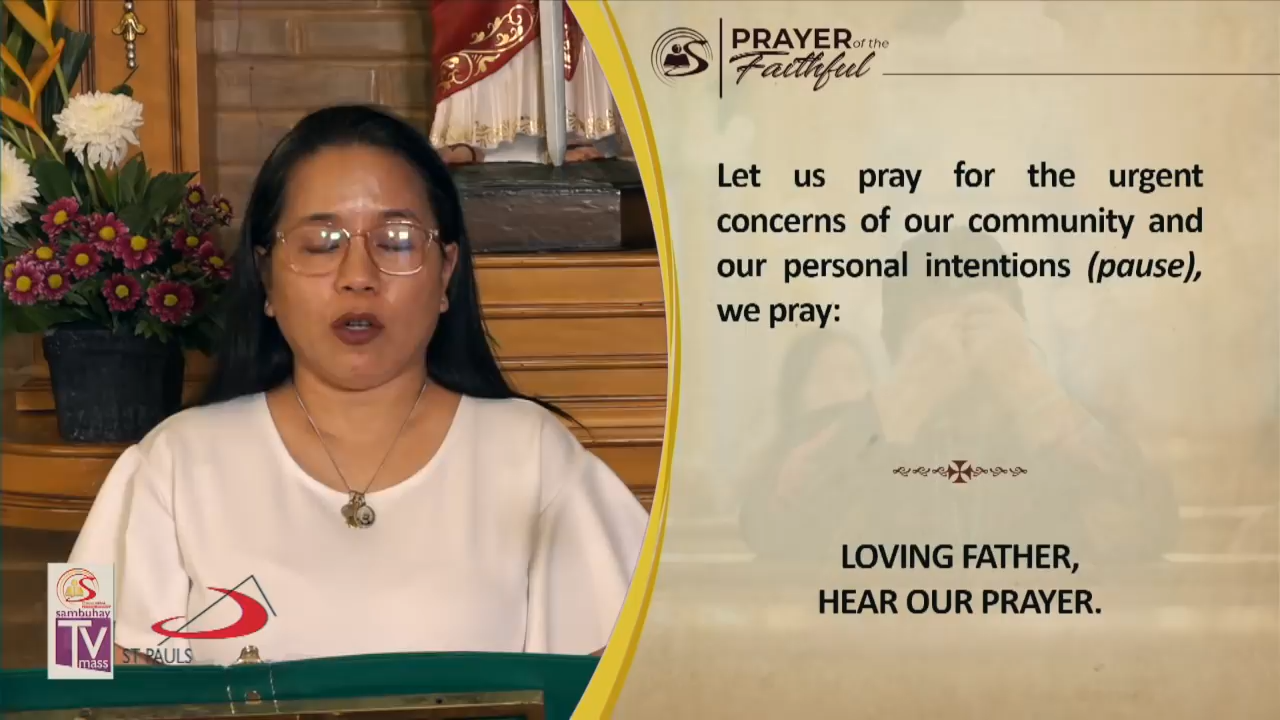 PRAYER of the
Faithful
Let us pray for the urgent
concerns of our community and
our personal intentions (pause),
we pray:
LOVING FATHER,
HEAR OUR PRAYER.
sambuhay
TV
mass
ST PAULS